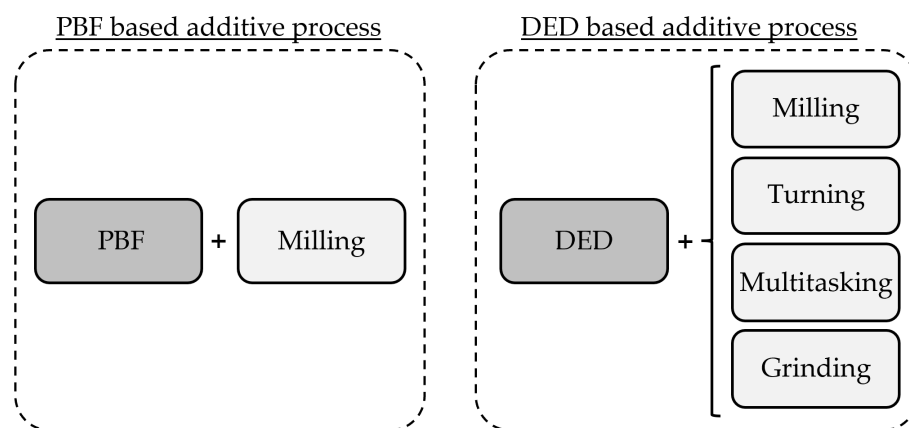 PBF based additive process
PBF
+
Milling
DED based additive process
DED
+
Milling
Turning
Multitasking
Grinding